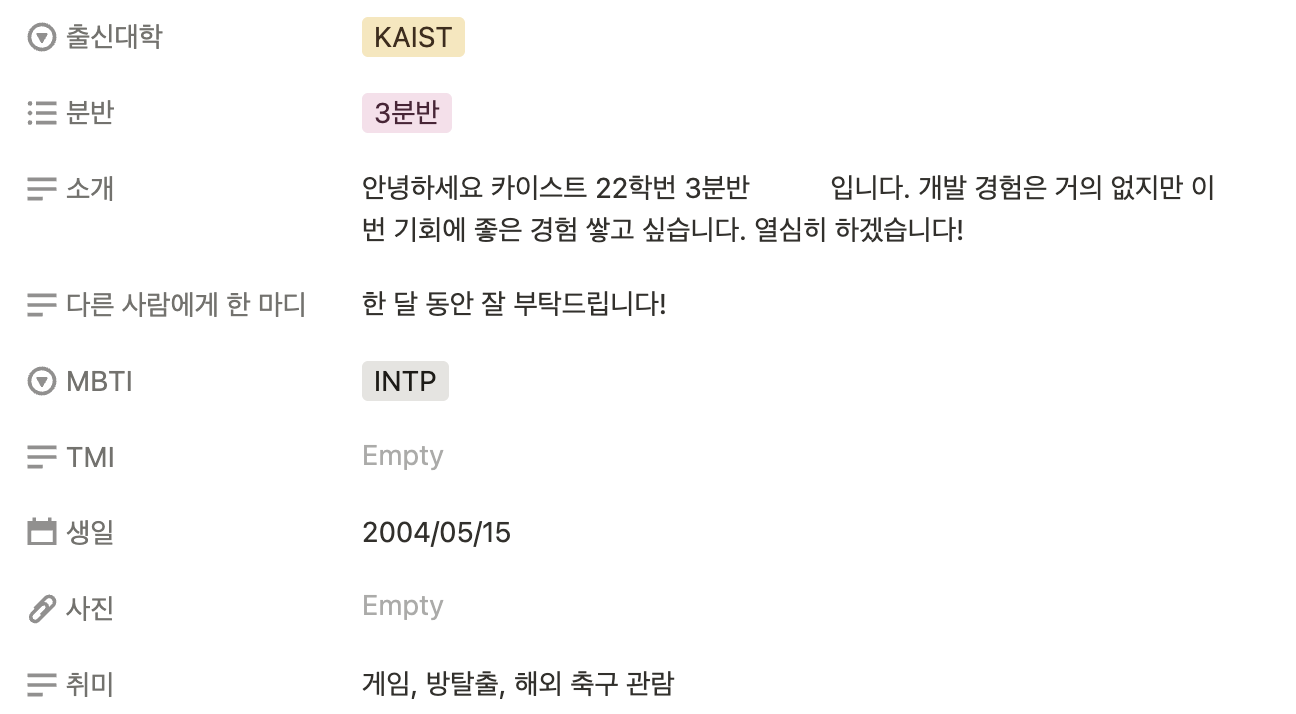 출신대학 KAIST
분반 3분반
소개 안녕하세요 카이스트 22학번 3분반 입니다. 개발 경험은 거의 없지만 이
번 기회에 좋은 경험 쌓고 싶습니다. 열심히 하겠습니다!
다른 사람에게 한 마디 한 달 동안 잘 부탁드립니다!
MBTI INTP
TMI Empty
생일 2004/05/15
사진 Empty
취미 게임, 방탈출, 해외 축구 관람